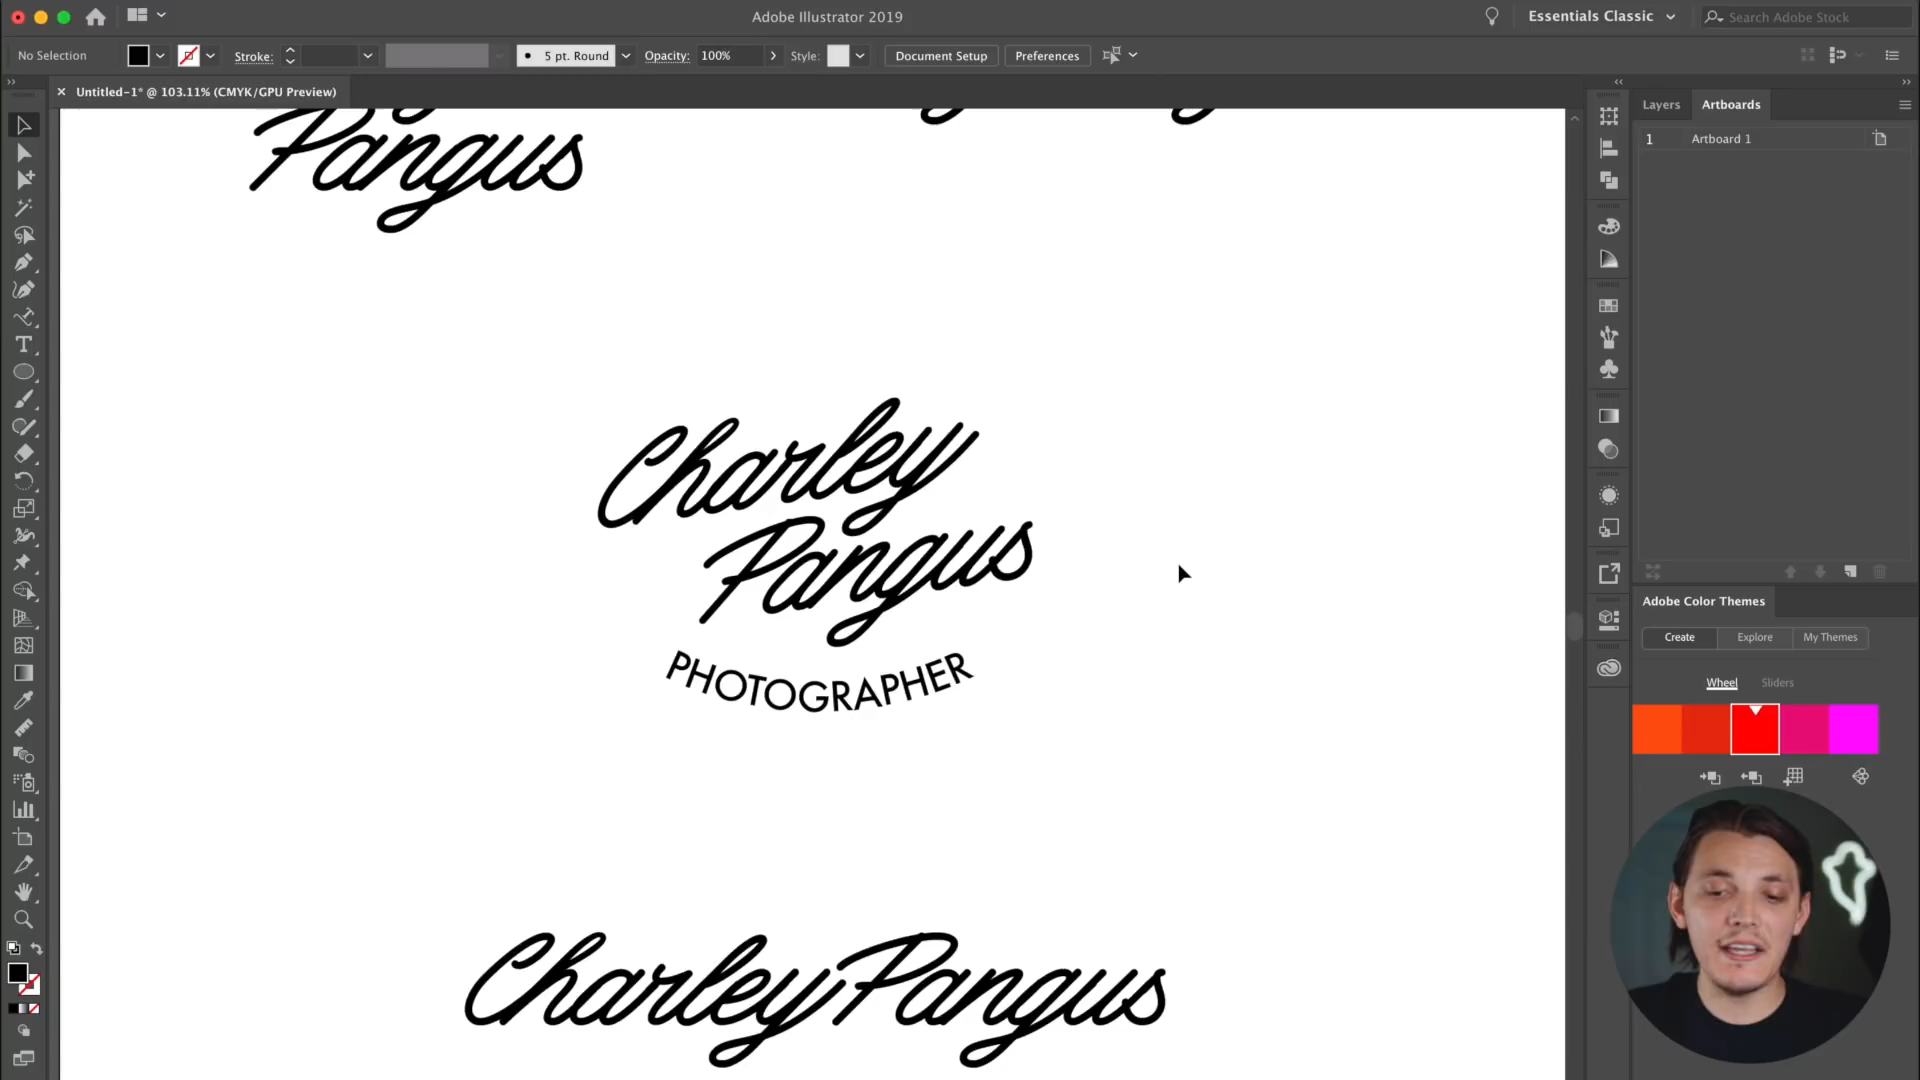 Adobe Illustrator 2019
Essentials Classic
Search Adobe Stock
No Selection
Stroke:
5 pt. Round
Opacity:
100%
Style:
Document Setup
Preferences
Untitled-1* @ 103.11% (CMYK/GPU Preview)
Layers
Artboards
1
Artboard 1
Pangus
Charley
Pangus
PHOTOGRAPHER
Charley Pangus
Adobe Color Themes
Create
Explore
My Themes
Wheel
Sliders